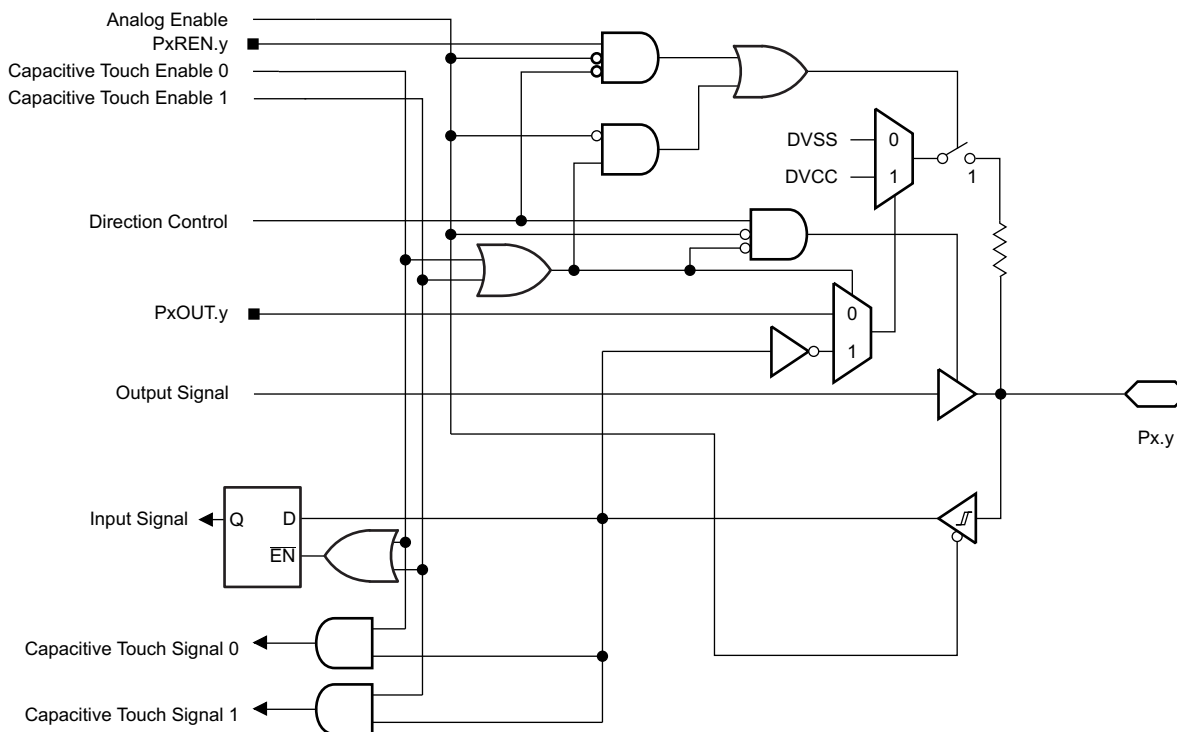 Analog Enable
PxREN.y
Capacitive Touch Enable 0
Capacitive Touch Enable 1
DVSS
0
DVCC
1
1
Direction Control
PxOUT.y
0
1
Output Signal
Px.y
Input Signal
Q
D
EN
Capacitive Touch Signal 0
Capacitive Touch Signal 1